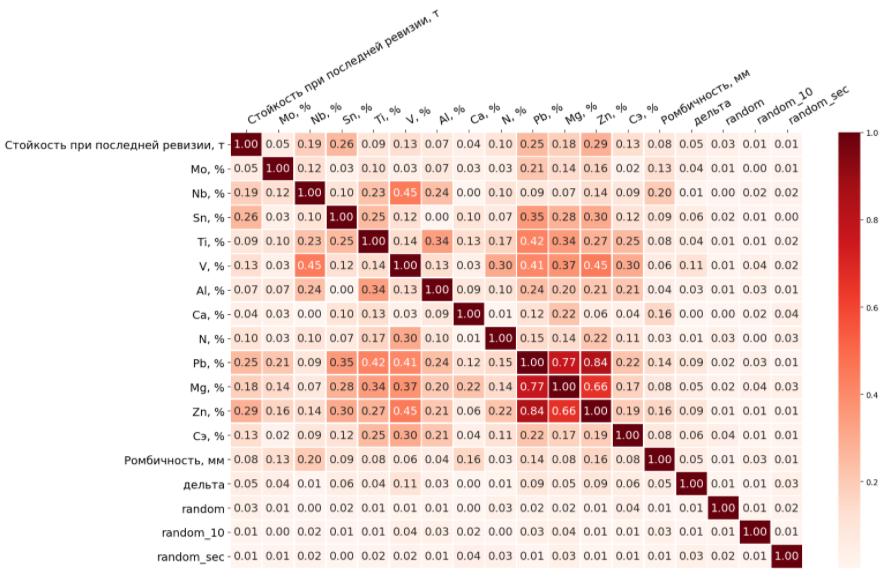 Стойкость при последней ревизии, т
Mo, %
Nb, %
Sn, %
Ti, %
V, %
Al, %
Ca, %
N, %
Pb, %
Mg, %
Zn, %
Сэ, %
Ромбичность, мм
дельта
random
random_10
random_sec
Стойкость при последней ревизии, т 1.00 0.05 0.19 0.26 0.09 0.13 0.07 0.04 0.10 0.25 0.18 0.29 0.13 0.08 0.05 0.03 0.01 0.01
Mo, % 0.05 1.00 0.12 0.03 0.10 0.03 0.07 0.03 0.03 0.21 0.14 0.16 0.02 0.13 0.04 0.01 0.00 0.01
Nb, % 0.19 0.12 1.00 0.10 0.23 0.45 0.24 0.00 0.10 0.09 0.07 0.14 0.09 0.20 0.01 0.00 0.02 0.02
Sn, % 0.26 0.03 0.10 1.00 0.25 0.12 0.00 0.10 0.07 0.35 0.28 0.30 0.12 0.09 0.06 0.02 0.01 0.00
Ti, % 0.09 0.10 0.23 0.25 1.00 0.14 0.34 0.13 0.17 0.42 0.34 0.27 0.25 0.08 0.04 0.01 0.01 0.02
V, % 0.13 0.03 0.45 0.12 0.14 1.00 0.13 0.03 0.30 0.41 0.37 0.45 0.30 0.06 0.11 0.01 0.04 0.02
Al, % 0.07 0.07 0.24 0.00 0.34 0.13 1.00 0.09 0.10 0.24 0.20 0.21 0.21 0.04 0.03 0.01 0.03 0.01
Ca, % 0.04 0.03 0.00 0.10 0.13 0.03 0.09 1.00 0.01 0.12 0.22 0.06 0.04 0.16 0.00 0.00 0.02 0.04
N, % 0.10 0.03 0.10 0.07 0.17 0.30 0.10 0.01 1.00 0.15 0.14 0.22 0.11 0.03 0.01 0.03 0.00 0.03
Pb, % 0.25 0.21 0.09 0.35 0.42 0.41 0.24 0.12 0.15 1.00 0.77 0.84 0.22 0.14 0.09 0.02 0.03 0.01
Mg, % 0.18 0.14 0.07 0.28 0.34 0.37 0.20 0.22 0.14 0.77 1.00 0.66 0.17 0.08 0.05 0.02 0.04 0.03
Zn, % 0.29 0.16 0.14 0.30 0.27 0.45 0.21 0.06 0.22 0.84 0.66 1.00 0.19 0.16 0.09 0.01 0.01 0.01
Сэ, % 0.13 0.02 0.09 0.12 0.25 0.30 0.21 0.04 0.11 0.22 0.17 0.19 1.00 0.08 0.06 0.04 0.01 0.01
Ромбичность, мм 0.08 0.13 0.20 0.09 0.08 0.06 0.04 0.16 0.03 0.14 0.08 0.16 0.08 1.00 0.05 0.01 0.03 0.01
дельта 0.05 0.04 0.01 0.06 0.04 0.11 0.03 0.00 0.01 0.09 0.05 0.09 0.06 0.05 1.00 0.01 0.01 0.03
random 0.03 0.01 0.00 0.02 0.01 0.01 0.01 0.00 0.03 0.02 0.02 0.01 0.04 0.01 0.01 1.00 0.01 0.02
random_10 0.01 0.00 0.02 0.01 0.01 0.04 0.03 0.02 0.00 0.03 0.04 0.01 0.01 0.03 0.01 0.01 1.00 0.01
random_sec 0.01 0.01 0.02 0.00 0.02 0.02 0.01 0.04 0.03 0.01 0.03 0.01 0.01 0.01 0.03 0.02 0.01 1.00
1.0
0.8
0.6
0.4
0.2